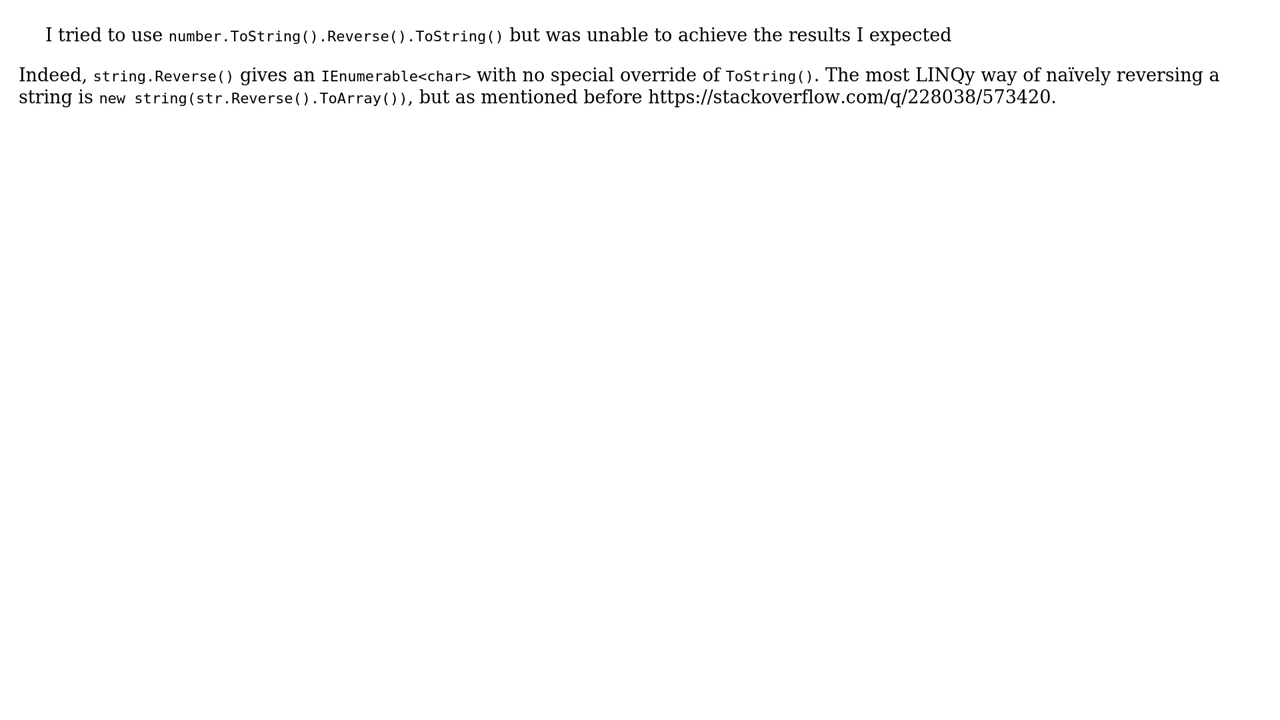 I tried to use number.ToString().Reverse().ToString() but was unable to achieve the results I expected
Indeed, string.Reverse() gives an IEnumerable<char> with no special override of ToString(). The most LINQy way of naïvely reversing a
string is new string(str.Reverse().ToArray()), but as mentioned before https://stackoverflow.com/q/228038/573420.